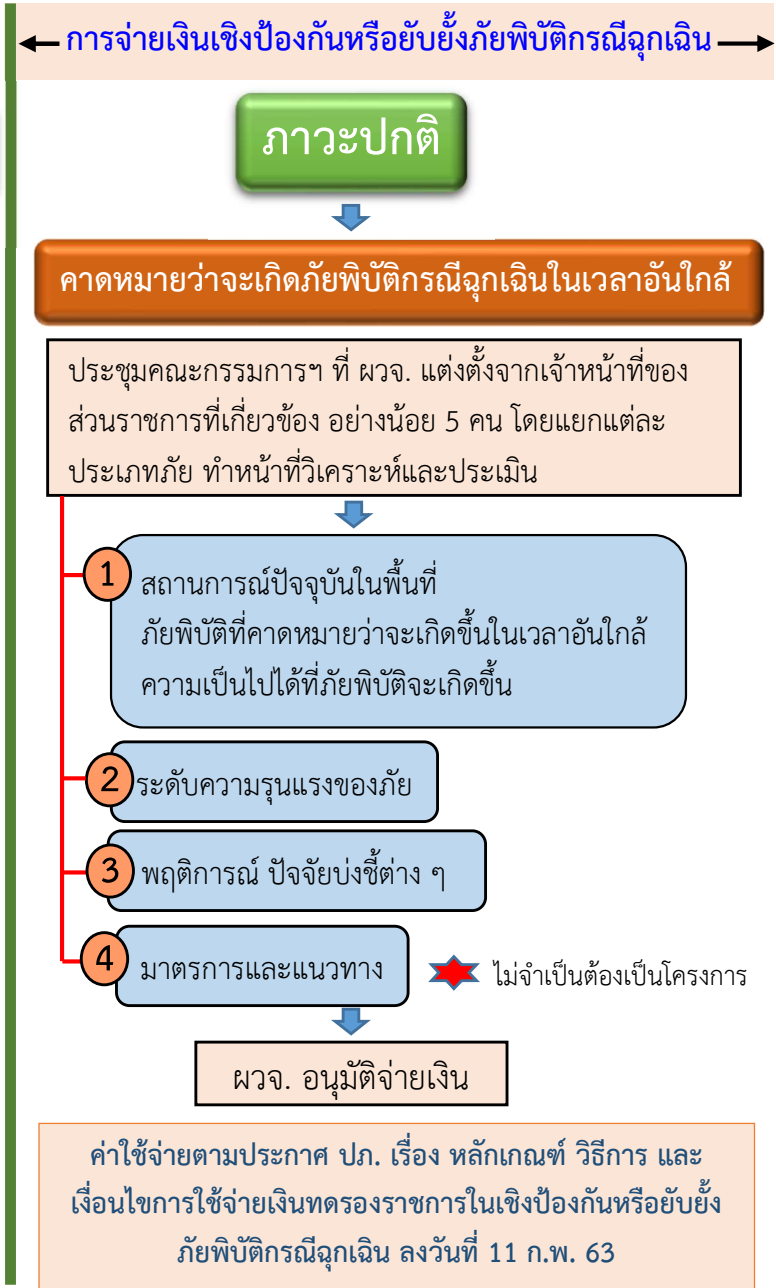 การจ่ายเงินเชิงป้องกันหรือยับยั้งภัยพิบัติกรณีฉุกเฉิน
ภาวะปกติ
คาดหมายว่าจะเกิดภัยพิบัติกรณีฉุกเฉินในเวลาอันใกล้
ประชุมคณะกรรมการฯ ที่ ผวจ. แต่งตั้งจากเจ้าหน้าที่ของ
ส่วนราชการที่เกี่ยวข้อง อย่างน้อย 5 คน โดยแยกแต่ละ
ประเภทภัย ทำหน้าที่วิเคราะห์และประเมิน
1 สถานการณ์ปัจจุบันในพื้นที่
ภัยพิบัติที่คาดหมายว่าจะเกิดขึ้นในเวลาอันใกล้
ความเป็นไปได้ที่ภัยพิบัติจะเกิดขึ้น
2 ระดับความรุนแรงของภัย
3 พฤติการณ์ ปัจจัยบ่งชี้ต่าง ๆ
4 มาตรการและแนวทาง ไม่จำเป็นต้องเป็นโครงการ
ผวจ. อนุมัติจ่ายเงิน
ค่าใช้จ่ายตามประกาศ ปภ. เรื่อง หลักเกณฑ์ วิธีการ และ
เงื่อนไขการใช้จ่ายเงินทดรองราชการในเชิงป้องกันหรือยับยั้ง
ภัยพิบัติกรณีฉุกเฉิน ลงวันที่ 11 ก.พ. 63